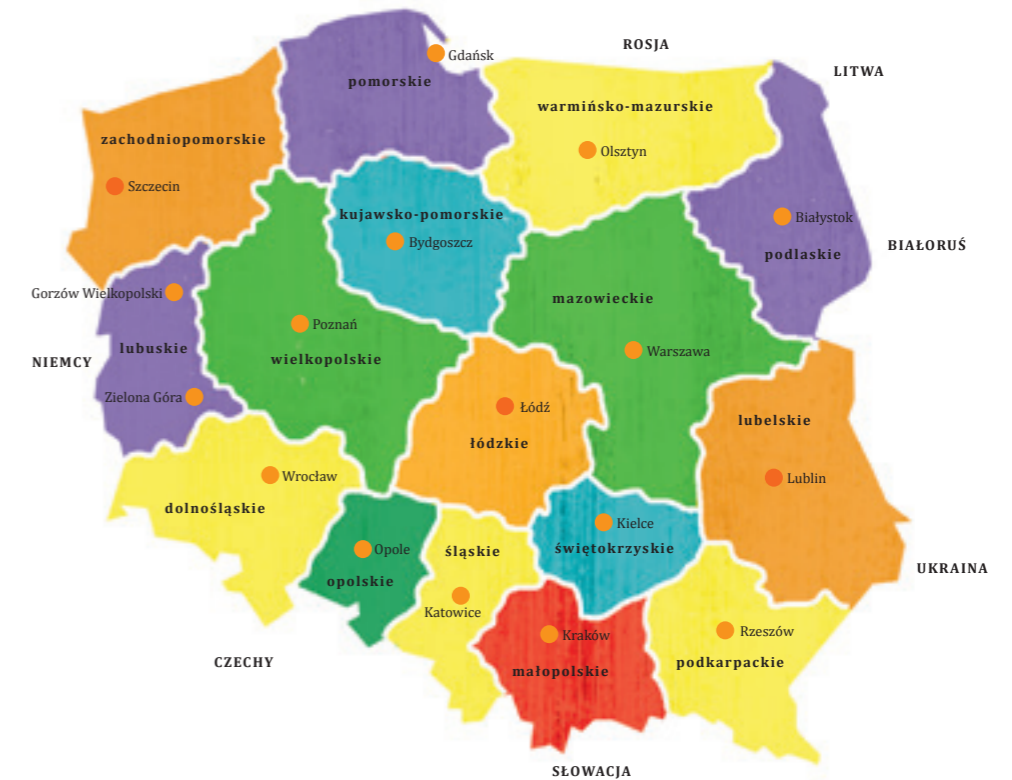 ROSJA
Gdańsk
LITWA
pomorskie
warmińsko-mazurskie
zachodniopomorskie
Olsztyn
Szczecin
kujawsko-pomorskie
Białystok
Bydgoszcz
BIAŁORUŚ
podlaskie
Gorzów Wielkopolski
mazowieckie
Poznań
lubuskie
Warszawa
wielkopolskie
NIEMCY
Zielona Góra
Łódź
lubelskie
łódzkie
Wrocław
Lublin
dolnośląskie
Kielce
Opole
śląskie
świętokrzyskie
UKRAINA
opolskie
Katowice
Rzeszów
Kraków
CZECHY
podkarpackie
małopolskie
SŁOWACJA